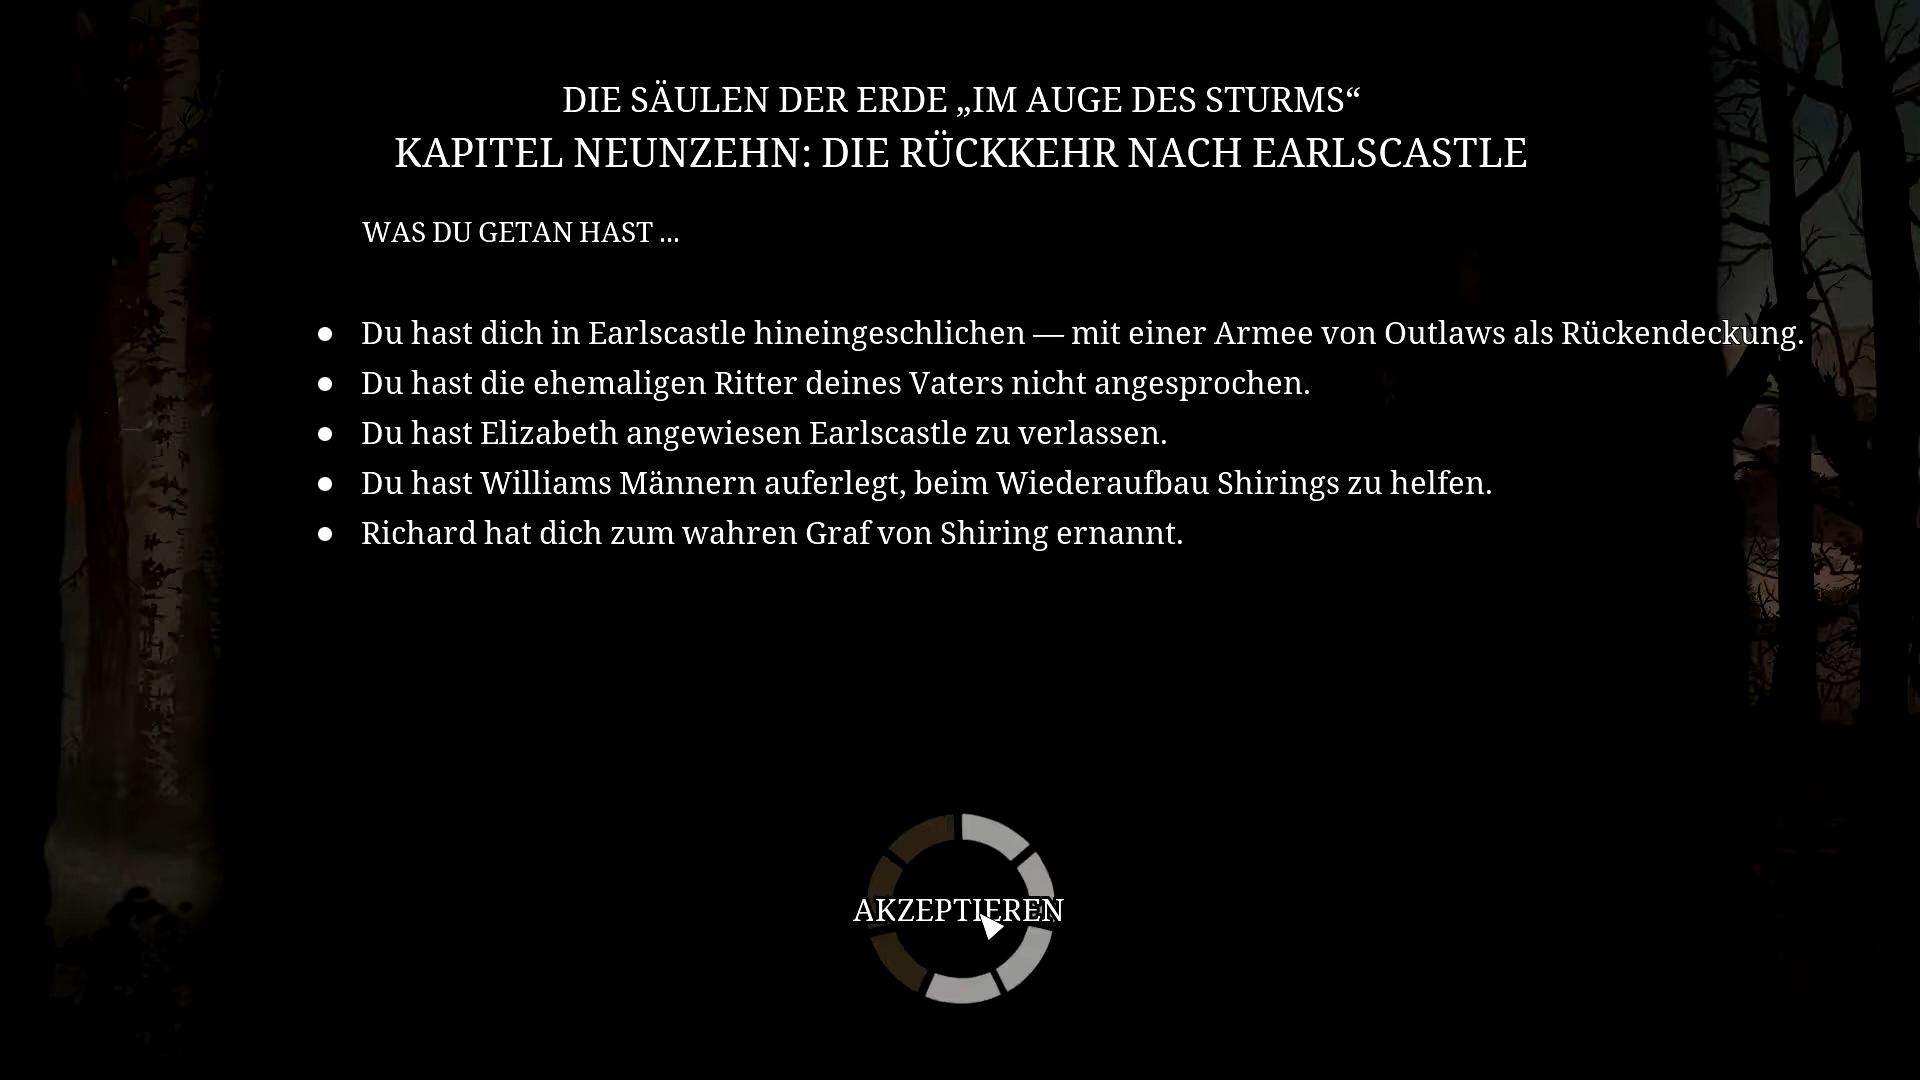 DIE SÄULEN DER ERDE „IM AUGE DES STURMS“
KAPITEL NEUNZEHN: DIE RÜCKKEHR NACH EARLSCASTLE
WAS DU GETAN HAST ...
● Du hast dich in Earlscastle hineingeschlichen — mit einer Armee von Outlaws als Rückendeckung.
● Du hast die ehemaligen Ritter deines Vaters nicht angesprochen.
● Du hast Elizabeth angewiesen Earlscastle zu verlassen.
● Du hast Williams Männern auferlegt, beim Wiederaufbau Shirings zu helfen.
● Richard hat dich zum wahren Graf von Shiring ernannt.
AKZEPTIEREN